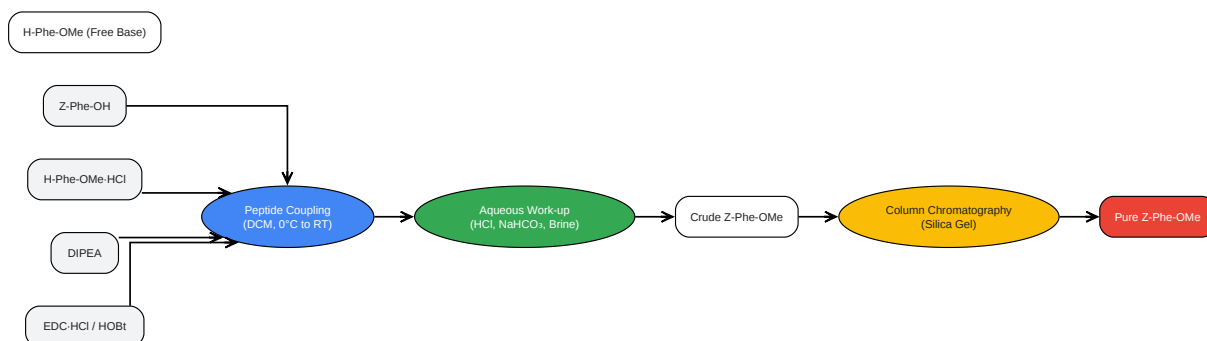 H-Phe-OMe (Free Base)
Z-Phe-OH
H-Phe-OMe·HCl
DIPEA
EDC·HCl / HOBt
Peptide Coupling
(DCM, 0°C to RT)
Aqueous Work-up
(HCl, NaHCO₃, Brine)
Crude Z-Phe-OMe
Column Chromatography
(Silica Gel)
Pure Z-Phe-OMe